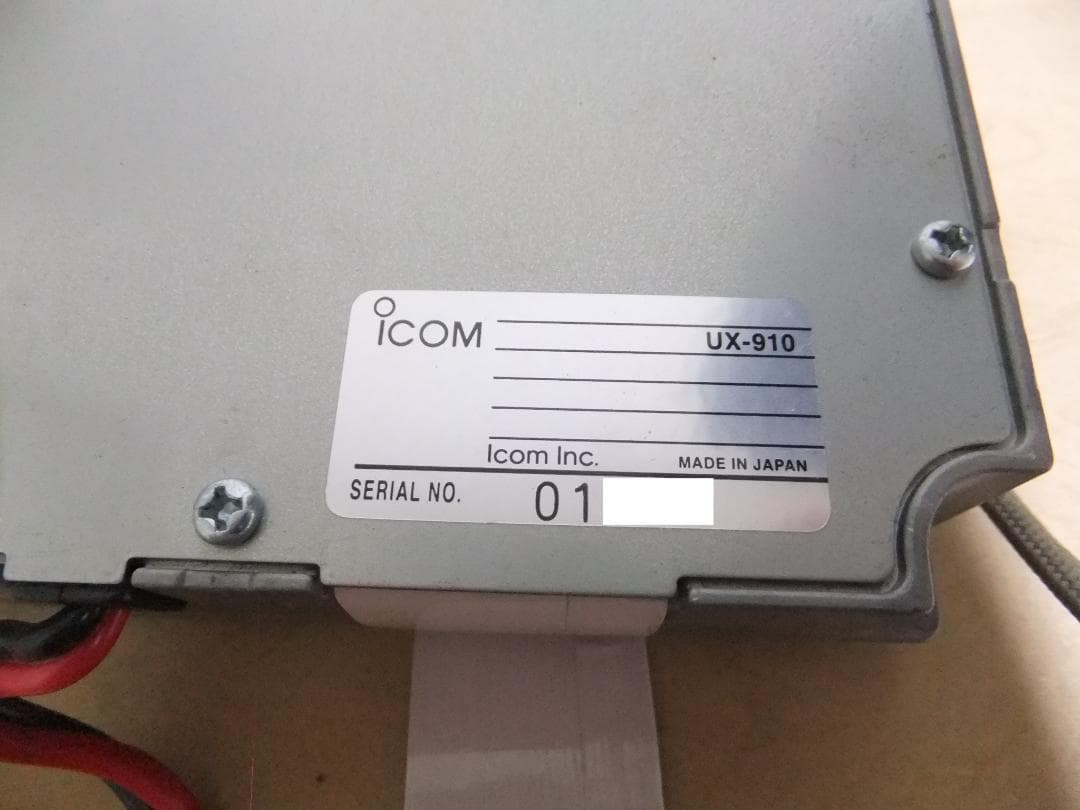 ICOM
UX-910
Icom Inc.
MADE IN JAPAN
SERIAL NO. 01